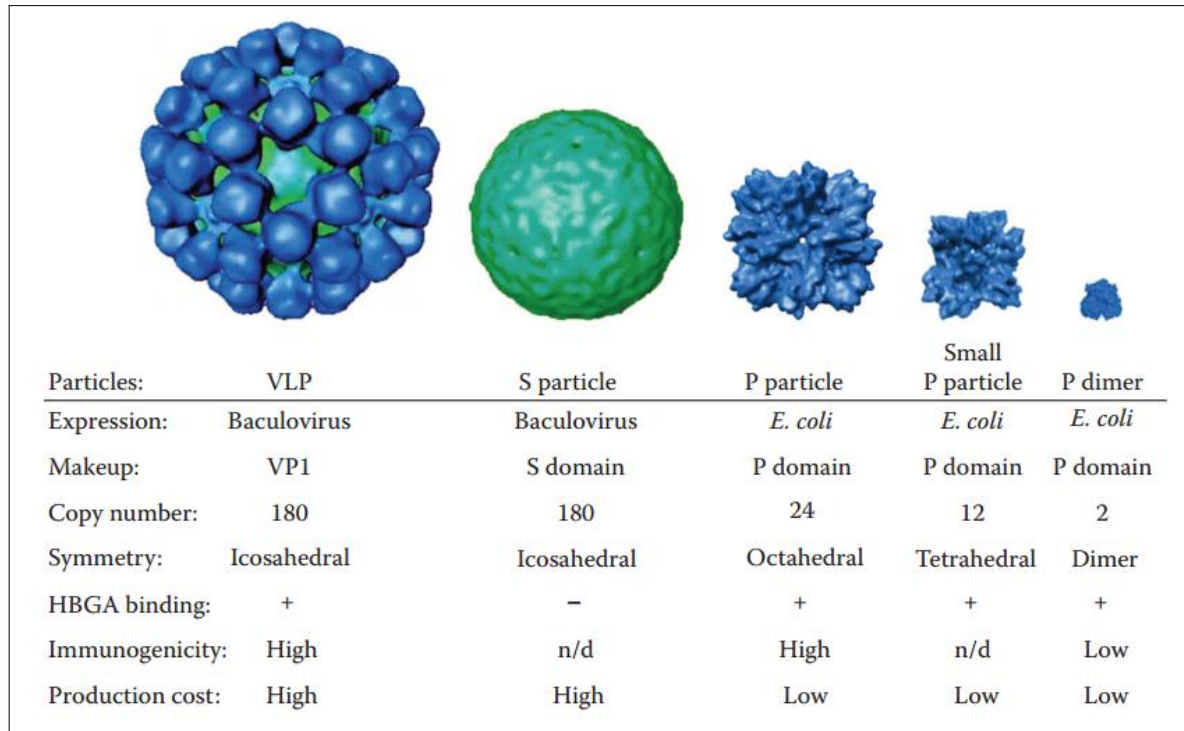 Small
Particles: VLP S particle P particle P particle P dimer
Expression: Baculovirus Baculovirus E. coli E. coli E. coli
Makeup: VP1 S domain P domain P domain P domain
Copy number: 180 180 24 12 2
Symmetry: Icosahedral Icosahedral Octahedral Tetrahedral Dimer
HBGA binding: + − + + +
Immunogenicity: High n/d High n/d Low
Production cost: High High Low Low Low